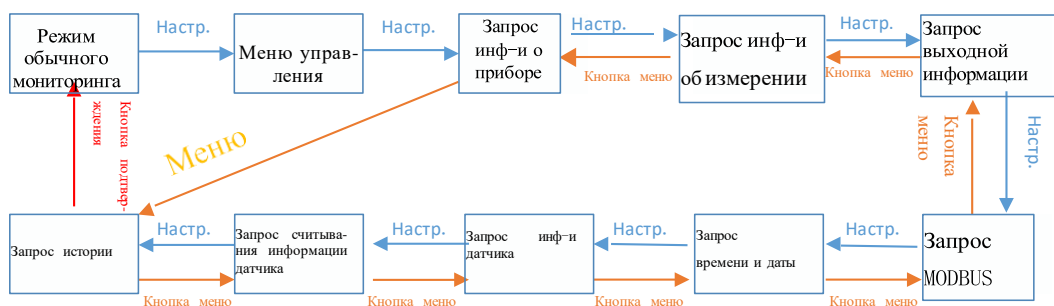 Режим
обычного
мониторинга
Настр.
Меню управ-
ления
Настр.
Запрос
инф-и о
приборе
Настр.
Кнопка меню
Запрос инф-и
об измерении
Настр.
Кнопка меню
Запрос
выходной
информации
Кнопка подтвер-
ждения
Меню
Кнопка
меню
Настр.
Запрос истории
Настр.
Кнопка меню
Запрос считыва-
ния информации
датчика
Настр.
Кнопка меню
Запрос инф-и
датчика
Настр.
Кнопка меню
Запрос
времени и даты
Настр.
Кнопка меню
Запрос
MODBUS